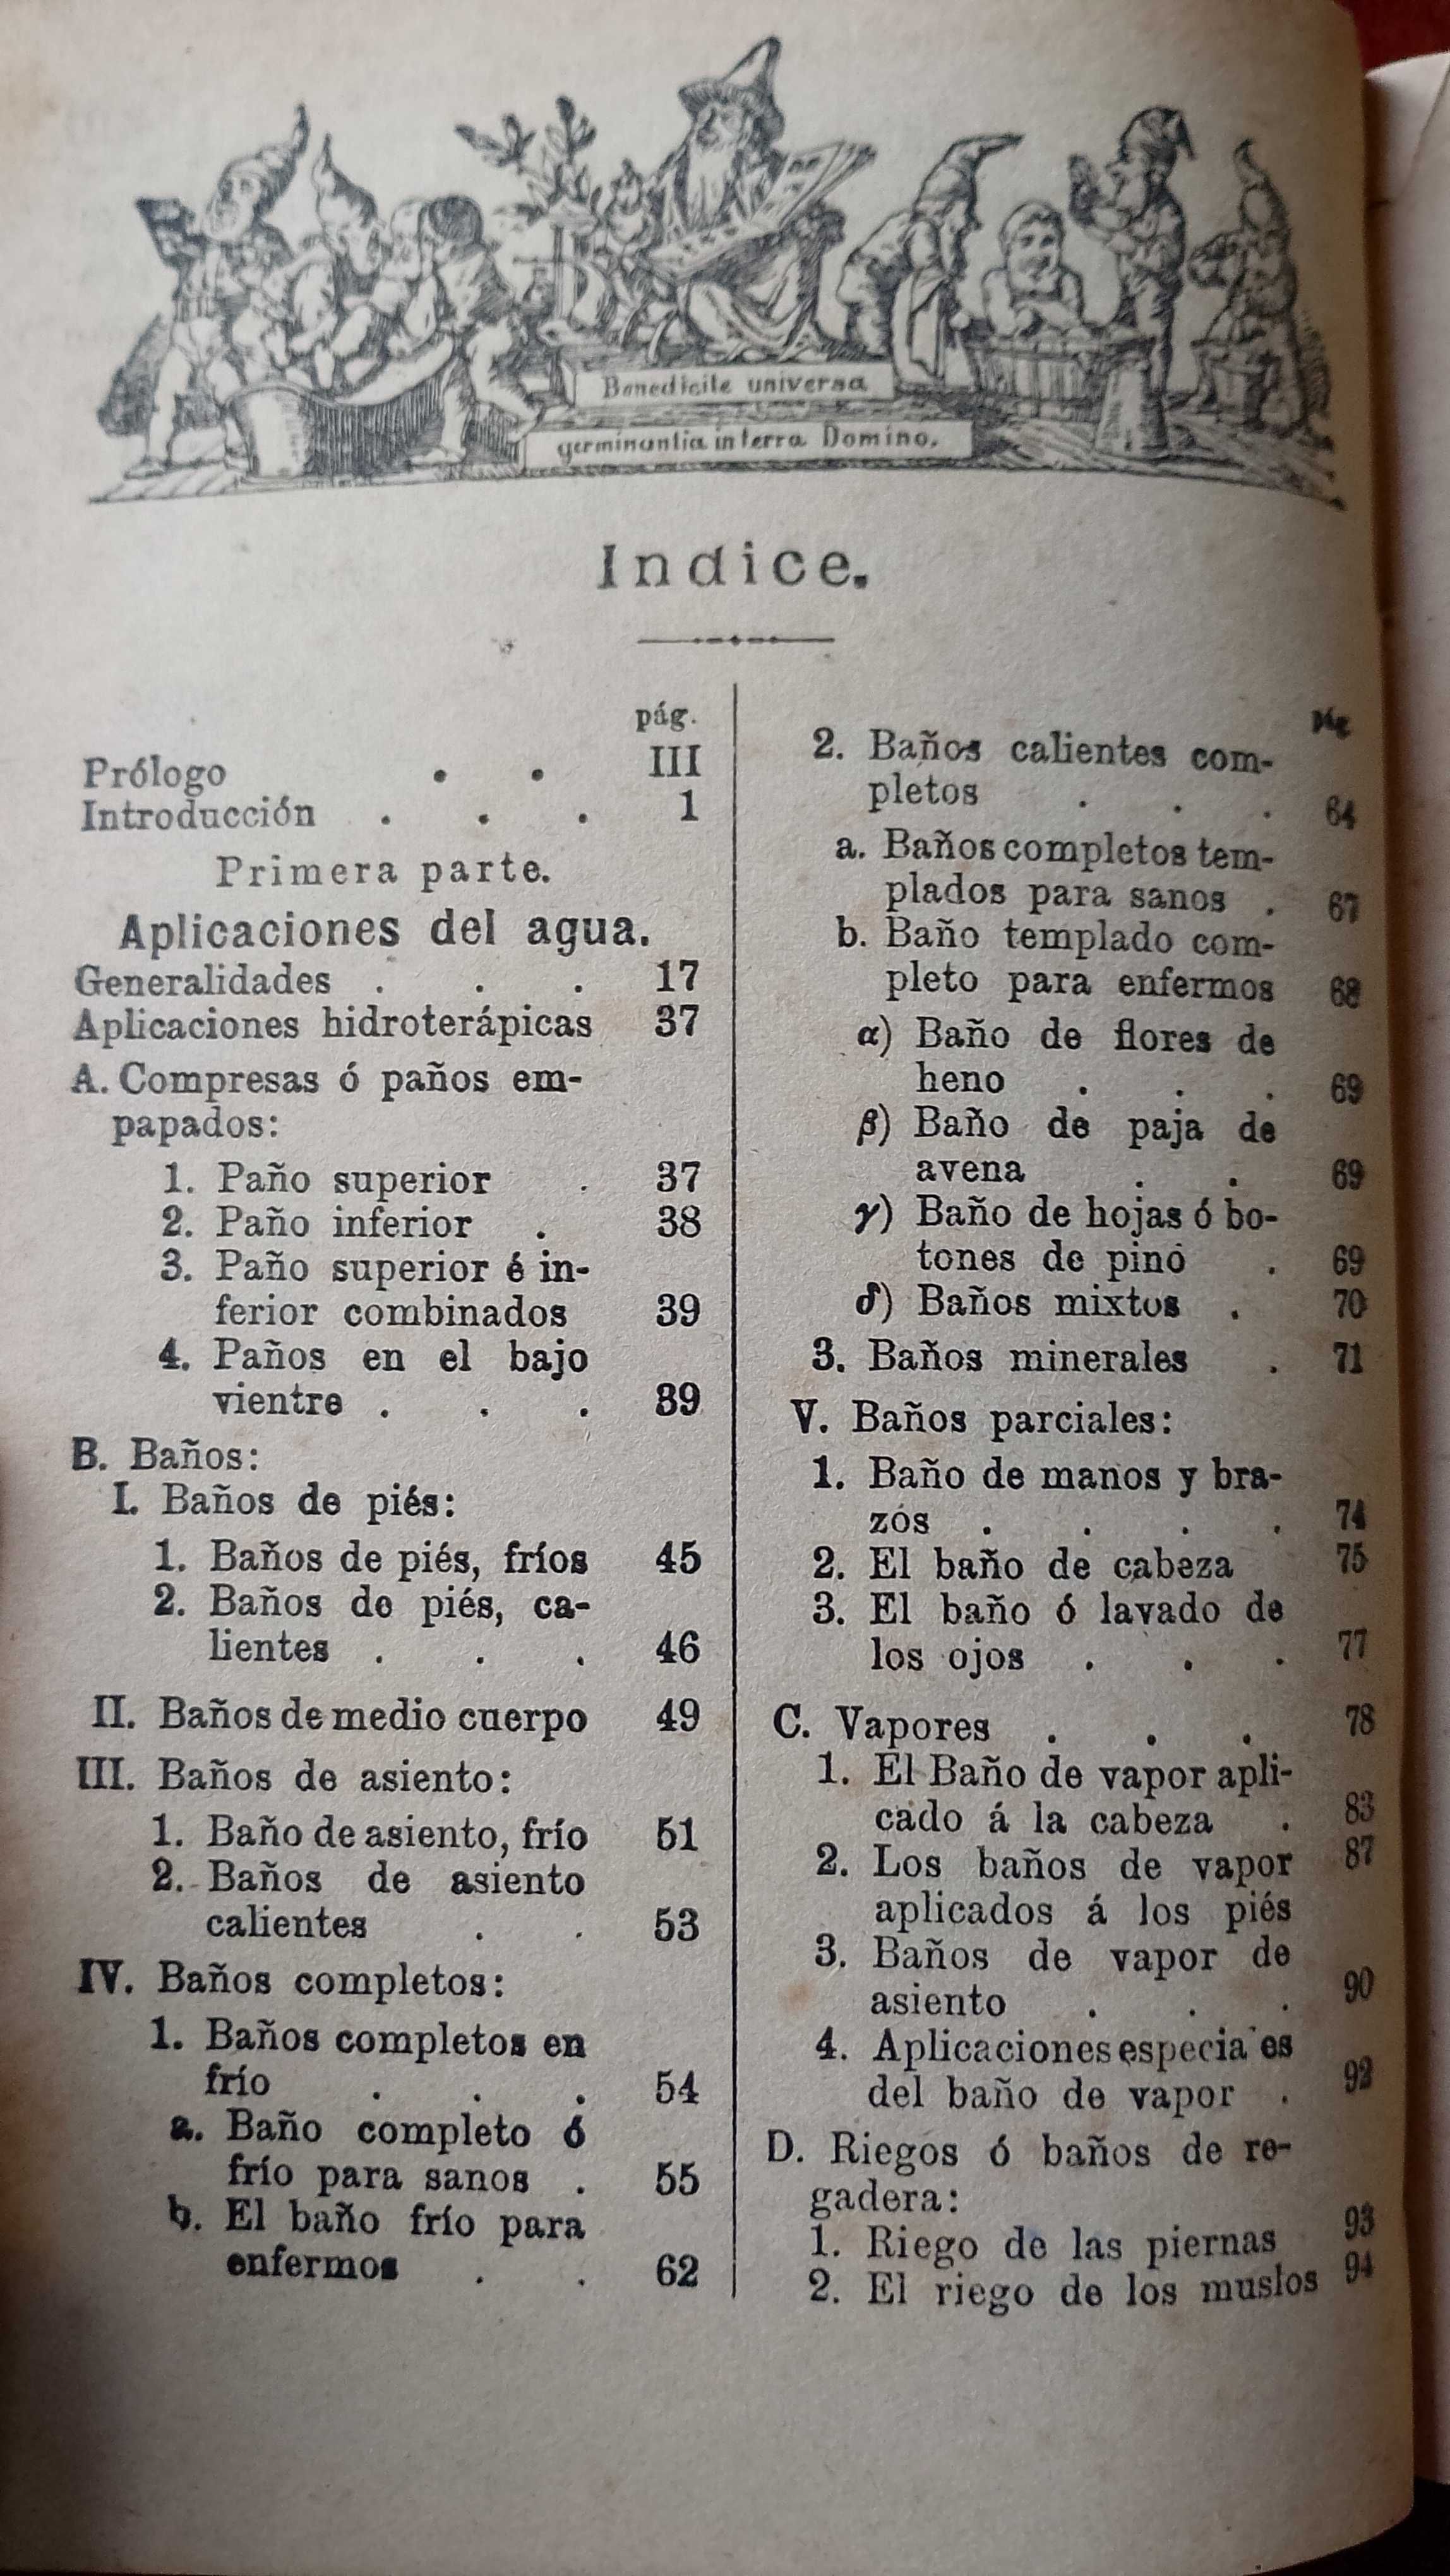 Benedicite universa
germinantia in terra Domino.
Indice.
pág.
Prólogo . . III
Introducción . . . 1
Primera parte.
Aplicaciones del agua.
Generalidades . . . 17
Aplicaciones hidroterápicas 37
A. Compresas ó paños em-
papados:
1. Paño superior . 37
2. Paño inferior . 38
3. Paño superior é in-
ferior combinados 39
4. Paños en el bajo
vientre . . . 39
B. Baños:
I. Baños de piés:
1. Baños de piés, fríos 45
2. Baños de piés, ca-
lientes . . . 46
II. Baños de medio cuerpo 49
III. Baños de asiento:
1. Baño de asiento, frío 51
2. Baños de asiento
calientes . . 53
IV. Baños completos:
1. Baños completos en
frío . . . 54
a. Baño completo ó
frío para sanos . 55
b. El baño frío para
enfermos . . 62
pág
2. Baños calientes com-
pletos . . . 64
a. Baños completos tem-
plados para sanos . 67
b. Baño templado com-
pleto para enfermos 68
α) Baño de flores de
heno . . . 69
β) Baño de paja de
avena . . 69
γ) Baño de hojas ó bo-
tones de pino . 69
δ) Baños mixtos . 70
3. Baños minerales . 71
V. Baños parciales:
1. Baño de manos y bra-
zos . . . . 74
2. El baño de cabeza 75
3. El baño ó lavado de
los ojos . . . 77
C. Vapores . . . 78
1. El Baño de vapor apli-
cado á la cabeza . 83
2. Los baños de vapor 87
aplicados á los piés
3. Baños de vapor de
asiento . . . 90
4. Aplicaciones especia es
del baño de vapor . 92
D. Riegos ó baños de re-
gadera:
1. Riego de las piernas 93
2. El riego de los muslos 94